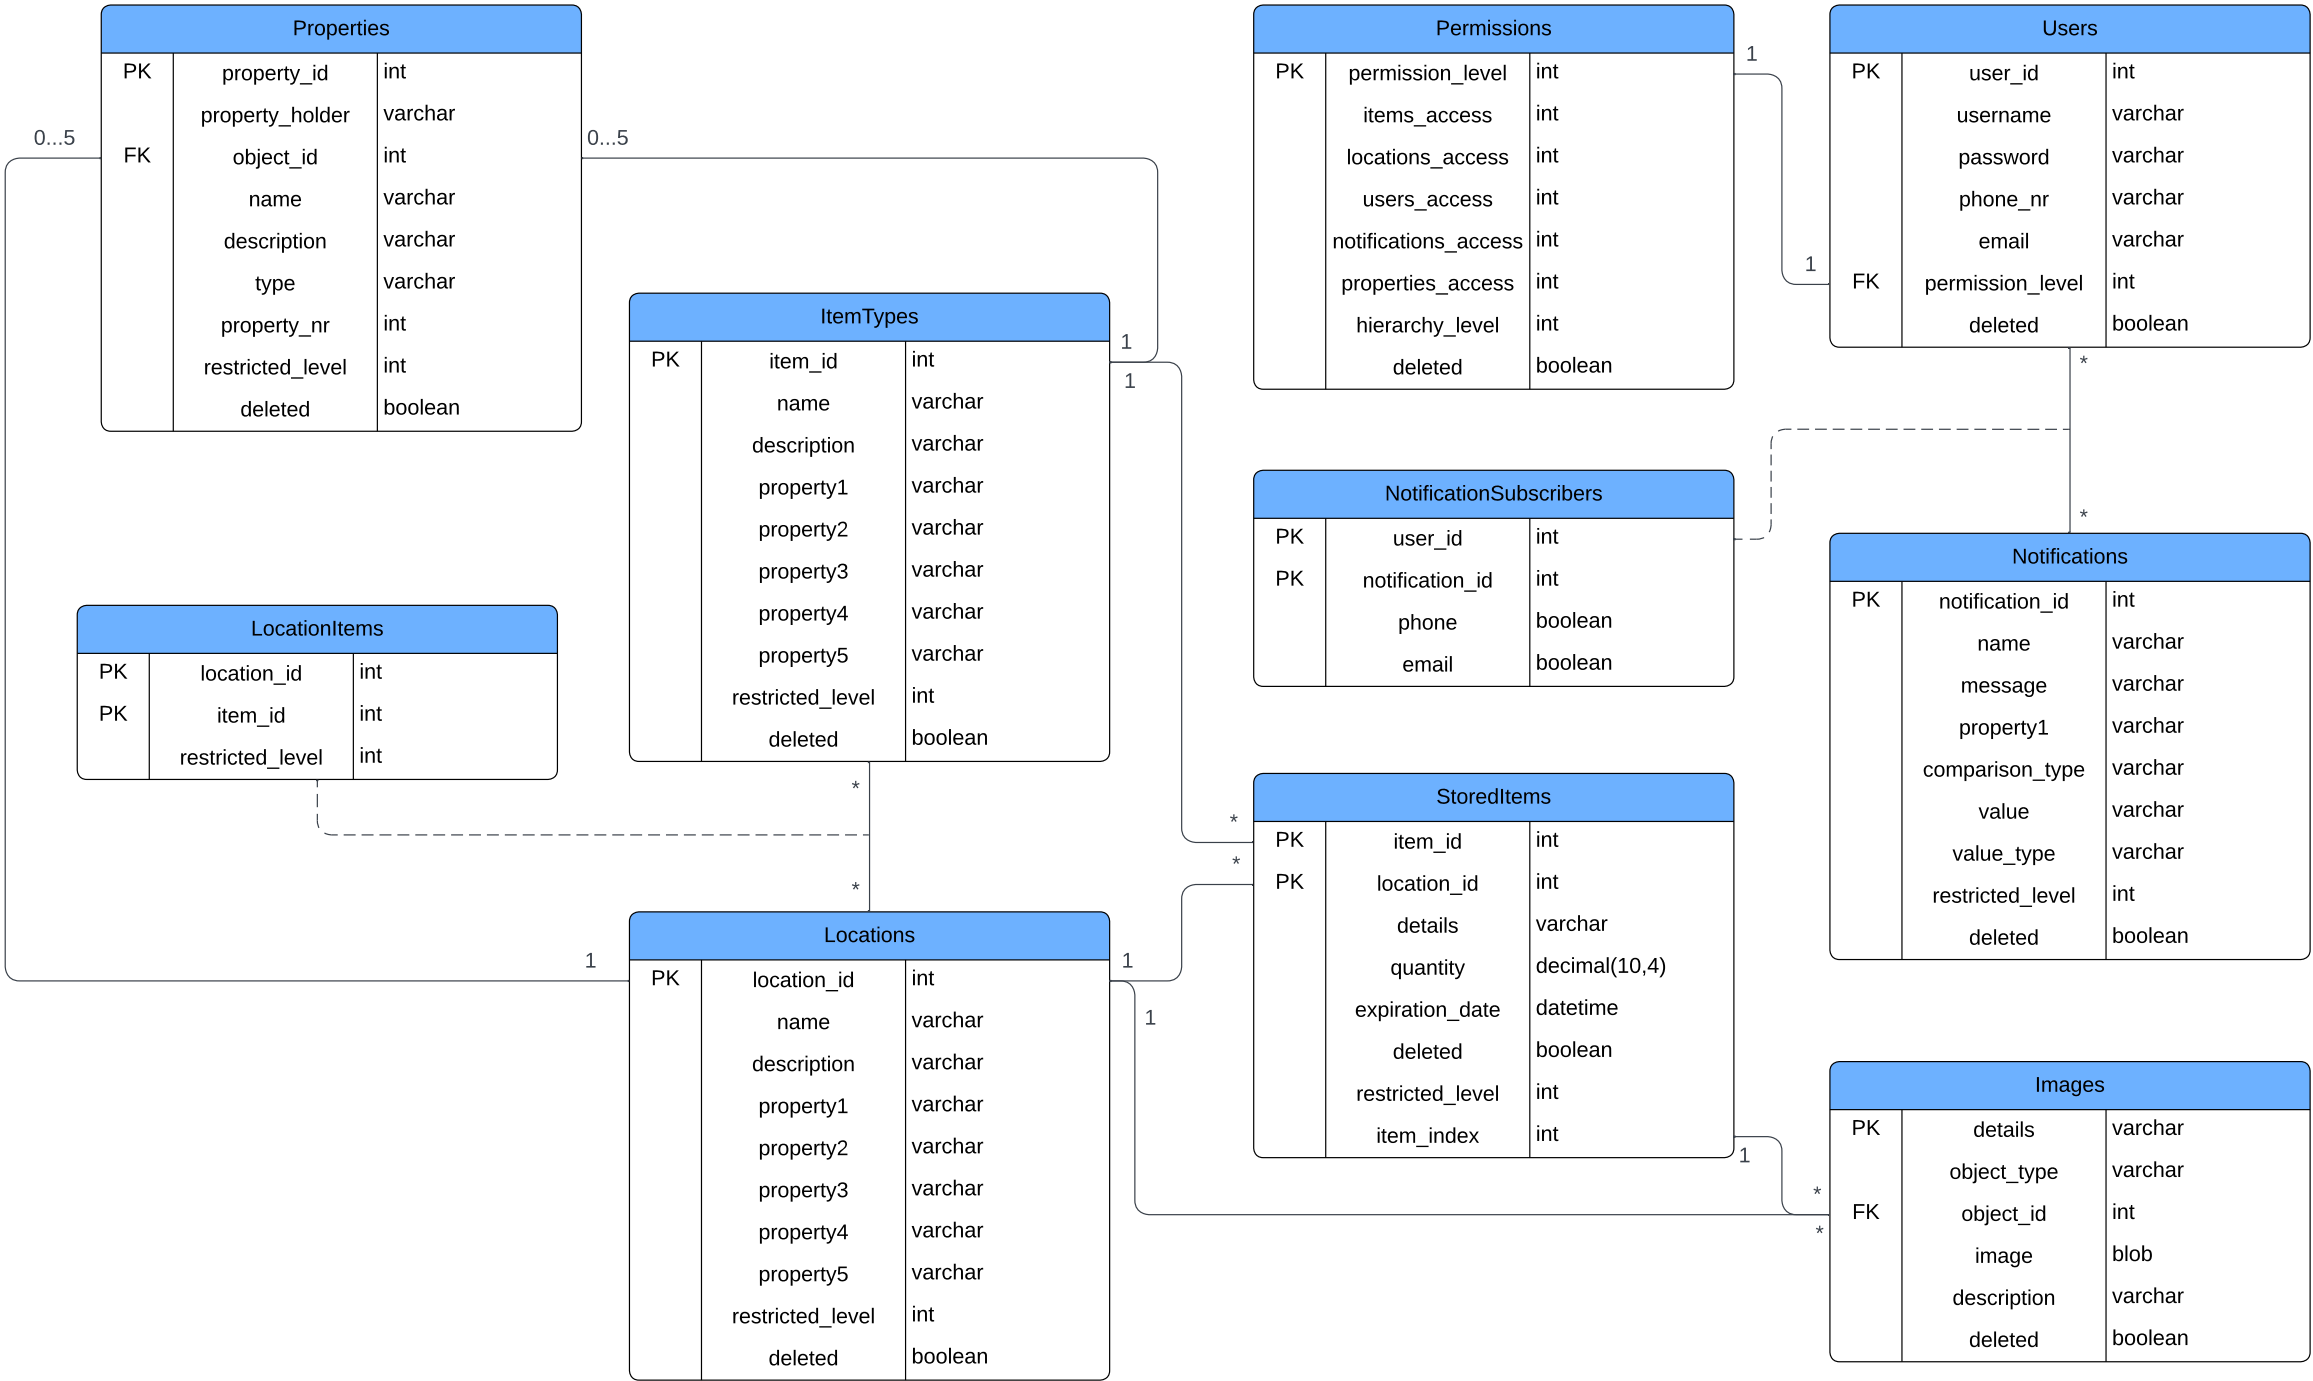 Properties
PK property_id int
property_holder varchar
FK object_id int
name varchar
description varchar
type varchar
property_nr int
restricted_level int
deleted boolean
0...5
0...5
ItemTypes
PK item_id int
name varchar
description varchar
property1 varchar
property2 varchar
property3 varchar
property4 varchar
property5 varchar
restricted_level int
deleted boolean
1
1
*
*
LocationItems
PK location_id int
PK item_id int
restricted_level int
Locations
PK location_id int
name varchar
description varchar
property1 varchar
property2 varchar
property3 varchar
property4 varchar
property5 varchar
restricted_level int
deleted boolean
1
1
1
Permissions
PK permission_level int
items_access int
locations_access int
users_access int
notifications_access int
properties_access int
hierarchy_level int
deleted boolean
1
1
Users
PK user_id int
username varchar
password varchar
phone_nr varchar
email varchar
FK permission_level int
deleted boolean
*
*
NotificationSubscribers
PK user_id int
PK notification_id int
phone boolean
email boolean
Notifications
PK notification_id int
name varchar
message varchar
property1 varchar
comparison_type varchar
value varchar
value_type varchar
restricted_level int
deleted boolean
StoredItems
PK item_id int
PK location_id int
details varchar
quantity decimal(10,4)
expiration_date datetime
deleted boolean
restricted_level int
item_index int
*
*
1
*
*
Images
PK details varchar
object_type varchar
FK object_id int
image blob
description varchar
deleted boolean